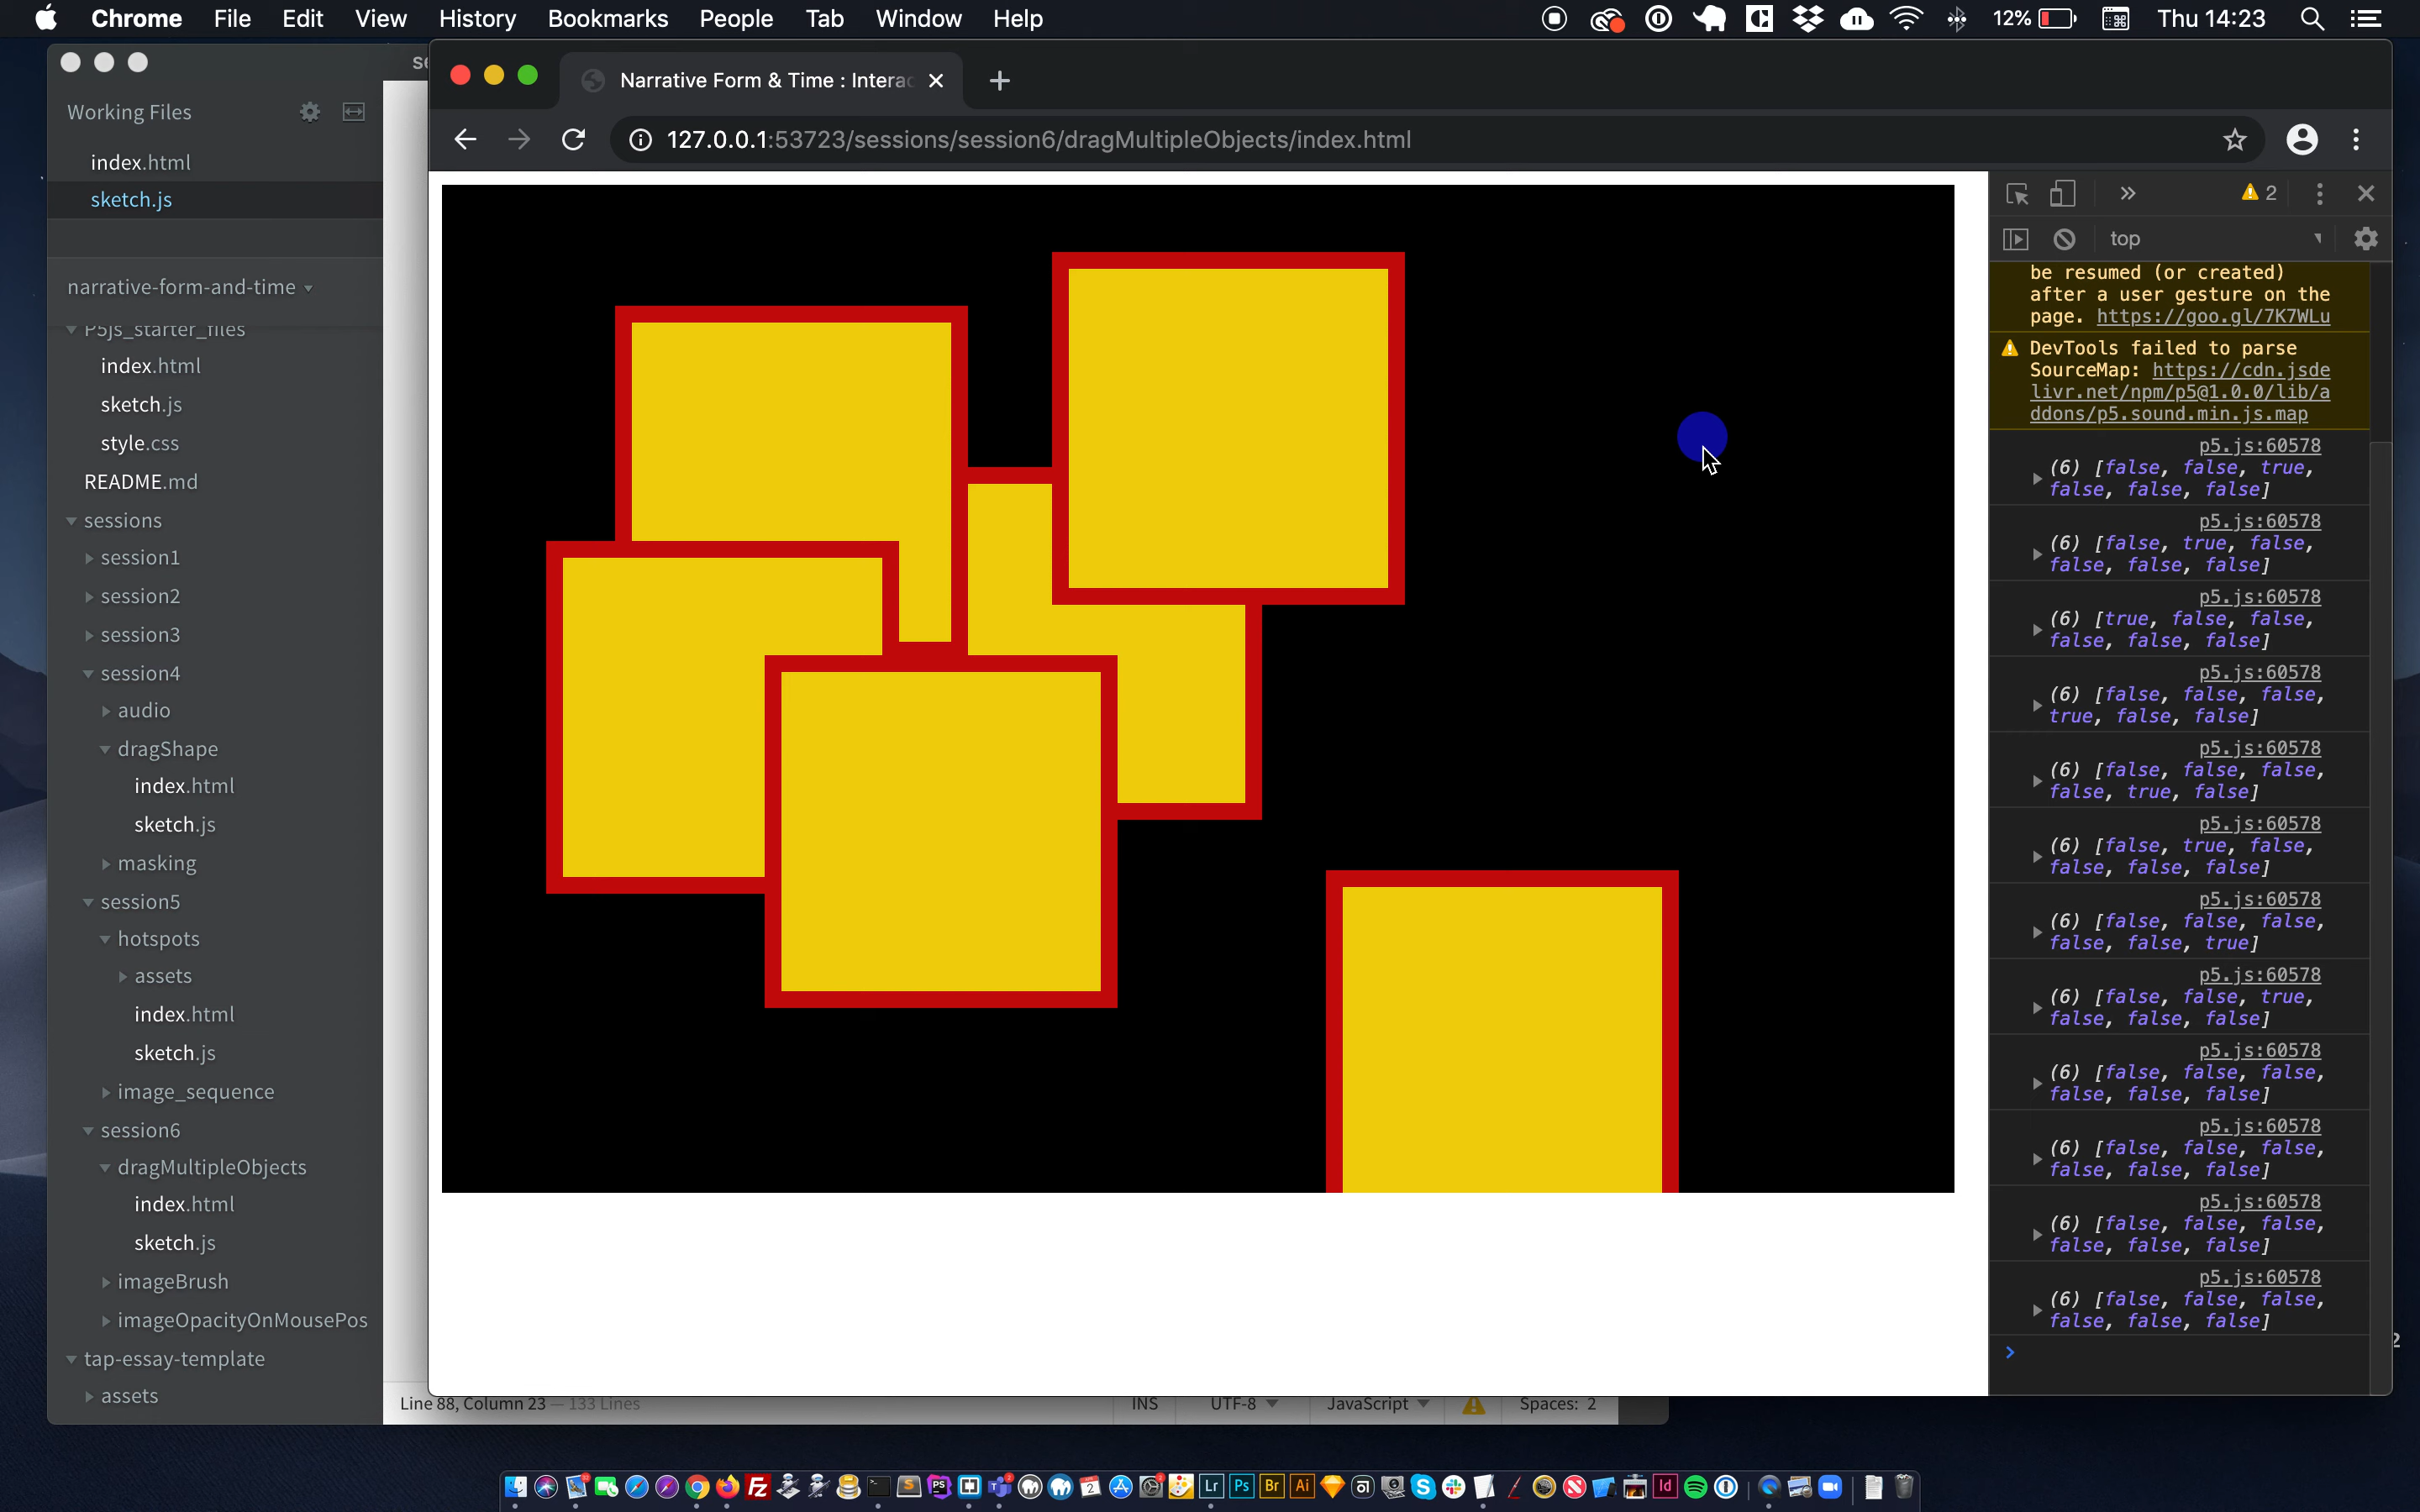 Chrome File Edit View History Bookmarks People Tab Window Help
12% Thu 14:23
Working Files
index.html
sketch.js
narrative-form-and-time
P5js_starter_files
index.html
sketch.js
style.css
README.md
sessions
session1
session2
session3
session4
audio
dragShape
index.html
sketch.js
masking
session5
hotspots
assets
index.html
sketch.js
image_sequence
session6
dragMultipleObjects
index.html
sketch.js
imageBrush
imageOpacityOnMousePos
tap-essay-template
assets
Narrative Form & Time : Interac
127.0.0.1:53723/sessions/session6/dragMultipleObjects/index.html
2
top
be resumed (or created)
after a user gesture on the
page. https://goo.gl/7K7WLu
DevTools failed to parse
SourceMap: https://cdn.jsde
livr.net/npm/p5@1.0.0/lib/a
ddons/p5.sound.min.js.map
p5.js:60578
(6) [false, false, true,
false, false, false]
p5.js:60578
(6) [false, true, false,
false, false, false]
p5.js:60578
(6) [true, false, false,
false, false, false]
p5.js:60578
(6) [false, false, false,
true, false, false]
p5.js:60578
(6) [false, false, false,
false, true, false]
p5.js:60578
(6) [false, true, false,
false, false, false]
p5.js:60578
(6) [false, false, false,
false, false, true]
p5.js:60578
(6) [false, false, true,
false, false, false]
p5.js:60578
(6) [false, false, false,
false, false, false]
p5.js:60578
(6) [false, false, false,
false, false, false]
p5.js:60578
(6) [false, false, false,
false, false, false]
p5.js:60578
(6) [false, false, false,
false, false, false]
Line 88, Column 23 — 133 Lines
INS UTF-8 JavaScript Spaces: 2
Fz PS Lr Ps Br Ai Id